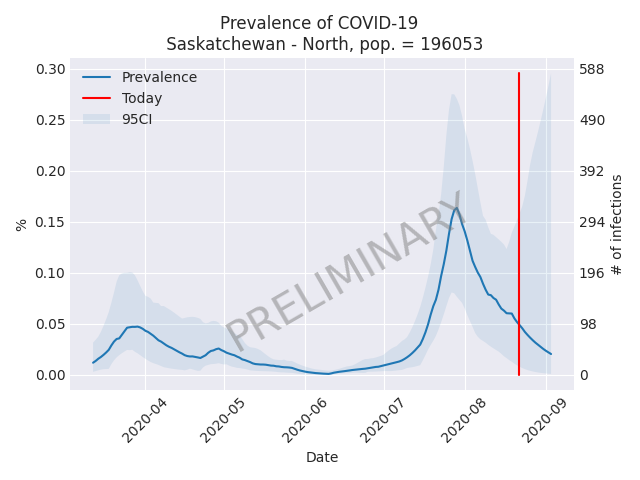 Prevalence of COVID-19
Saskatchewan - North, pop. = 196053
Prevalence
Today
95CI
0.30
0.25
0.20
0.15
0.10
0.05
0.00
%
588
490
392
294
196
98
0
# of infections
PRELIMINARY
2020-04
2020-05
2020-06
2020-07
2020-08
2020-09
Date